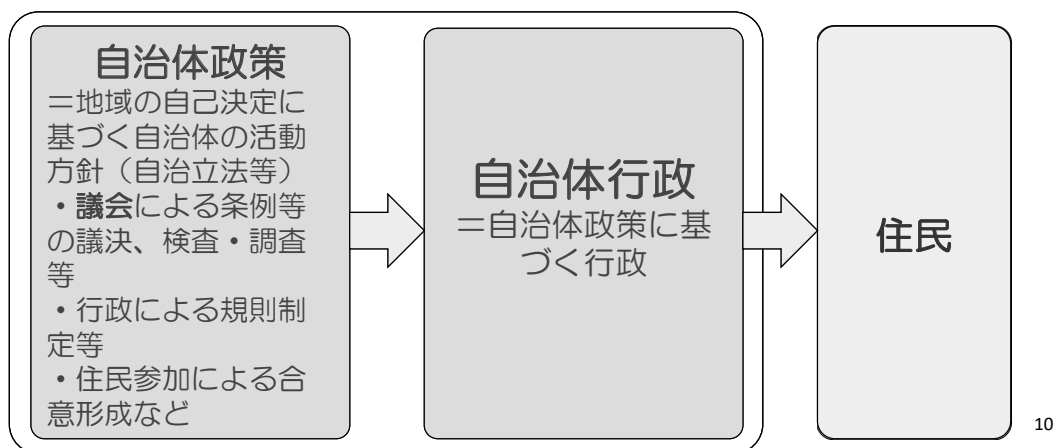 自治体政策
＝地域の自己決定に
基づく自治体の活動
方針（自治立法等）
・議会による条例等
の議決、検査・調査
等
・行政による規則制
定等
・住民参加による合
意形成など
自治体行政
＝自治体政策に基
づく行政
住民
10